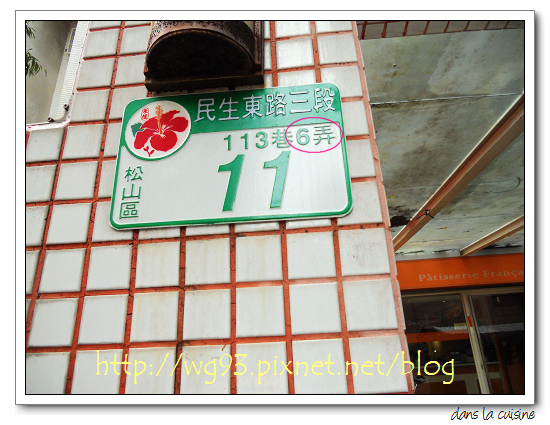 民生東路三段
113巷6弄
11
松山區
Pâtisserie França
http://wg93.pixnet.net/blog
dans la cuisine